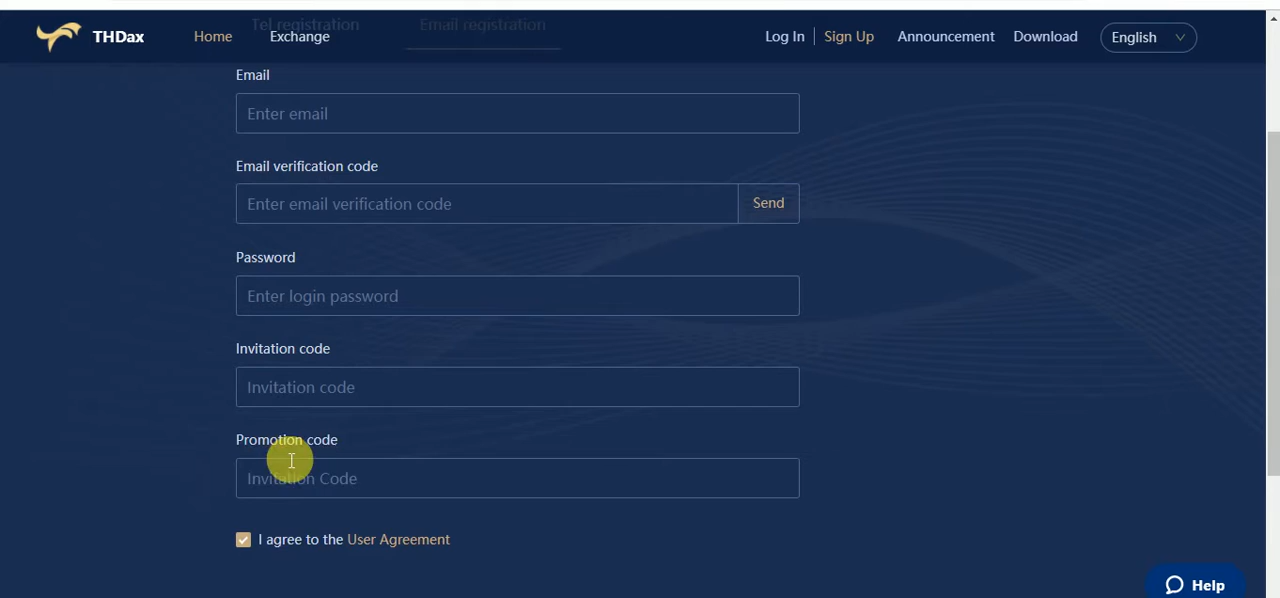 Tel registration
Email registration
THDax
Home
Exchange
Log In
Sign Up
Announcement
Download
English
Email
Enter email
Email verification code
Enter email verification code
Send
Password
Enter login password
Invitation code
Invitation code
Promotion code
Invitation Code
I agree to the User Agreement
Help